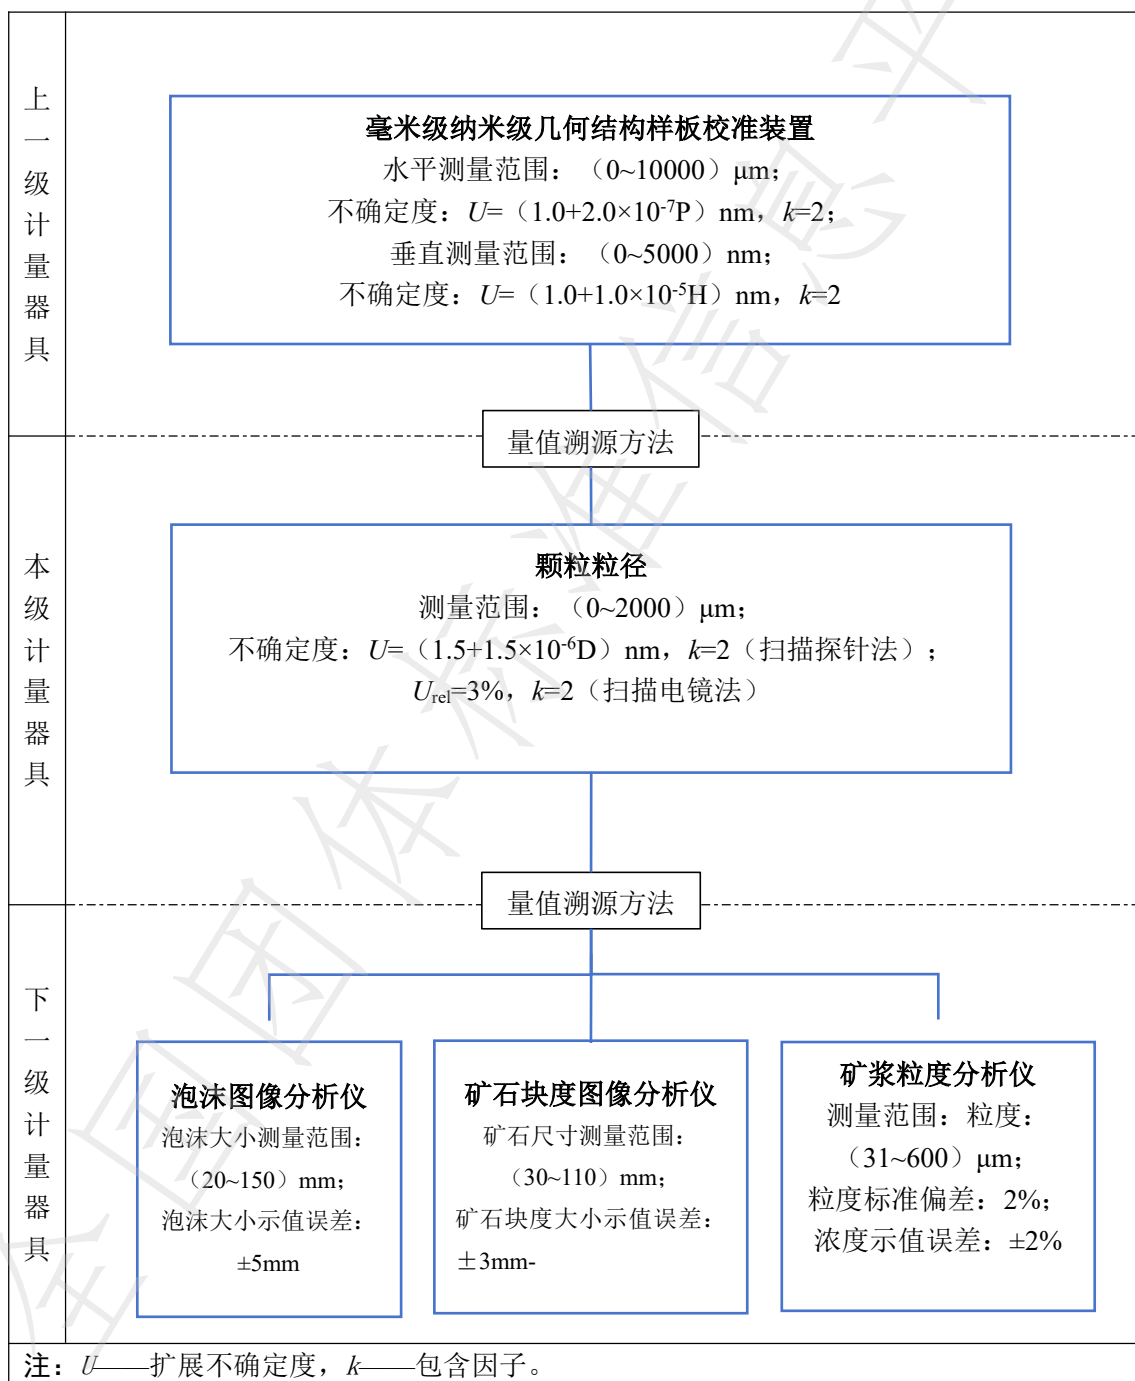 上一级计量器具
毫米级纳米级几何结构样板校准装置
水平测量范围：（0~10000）μm；
不确定度：U=（1.0+2.0×10⁻⁷P）nm，k=2；
垂直测量范围：（0~5000）nm；
不确定度：U=（1.0+1.0×10⁻⁵H）nm，k=2
量值溯源方法
本级计量器具
颗粒粒径
测量范围：（0~2000）μm；
不确定度：U=（1.5+1.5×10⁻⁶D）nm，k=2（扫描探针法）；
Urel=3%，k=2（扫描电镜法）
量值溯源方法
下一级计量器具
泡沫图像分析仪
泡沫大小测量范围：
（20~150）mm；
泡沫大小示值误差：
±5mm
矿石块度图像分析仪
矿石尺寸测量范围：
（30~110）mm；
矿石块度大小示值误差：
±3mm-
矿浆粒度分析仪
测量范围：粒度：
（31~600）μm；
粒度标准偏差：2%；
浓度示值误差：±2%
注：U——扩展不确定度，k——包含因子。
全国团体标准信息平